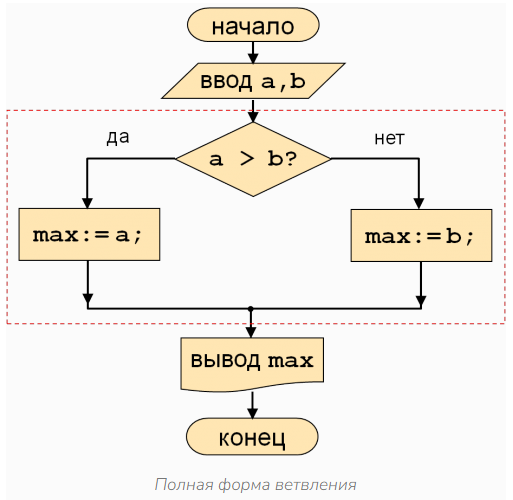 начало
ввод a,b
да
нет
a > b?
max:= a;
max:= b;
вывод max
конец
Полная форма ветвления